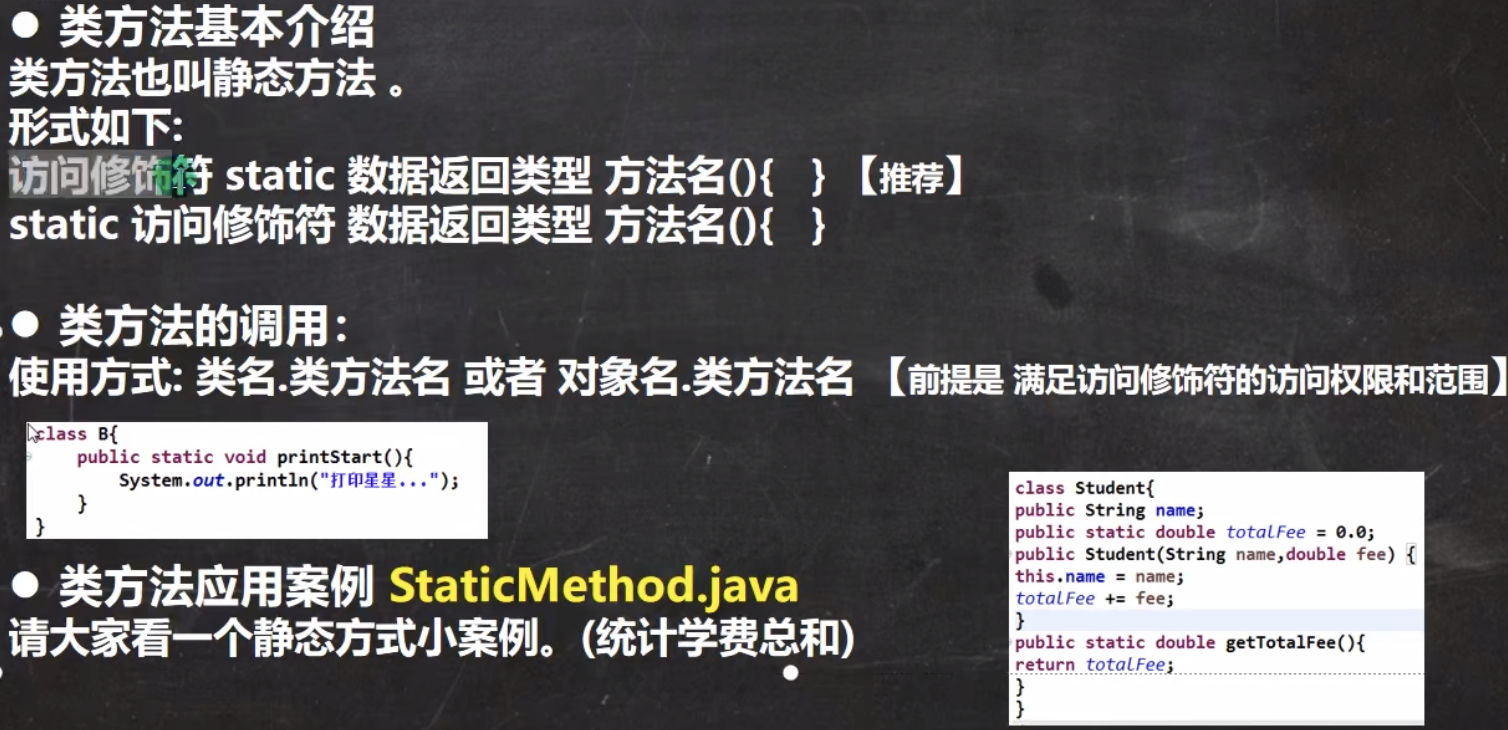 ● 类方法基本介绍
类方法也叫静态方法 。
形式如下:
访问修饰符 static 数据返回类型 方法名(){ } 【推荐】
static 访问修饰符 数据返回类型 方法名(){ }
● 类方法的调用：
使用方式: 类名.类方法名 或者 对象名.类方法名 【前提是 满足访问修饰符的访问权限和范围】
class B{
public static void printStart(){
System.out.println("打印星星...");
}
}
● 类方法应用案例 StaticMethod.java
请大家看一个静态方式小案例。(统计学费总和)
class Student{
public String name;
public static double totalFee = 0.0;
public Student(String name,double fee) {
this.name = name;
totalFee += fee;
}
public static double getTotalFee(){
return totalFee;
}
}